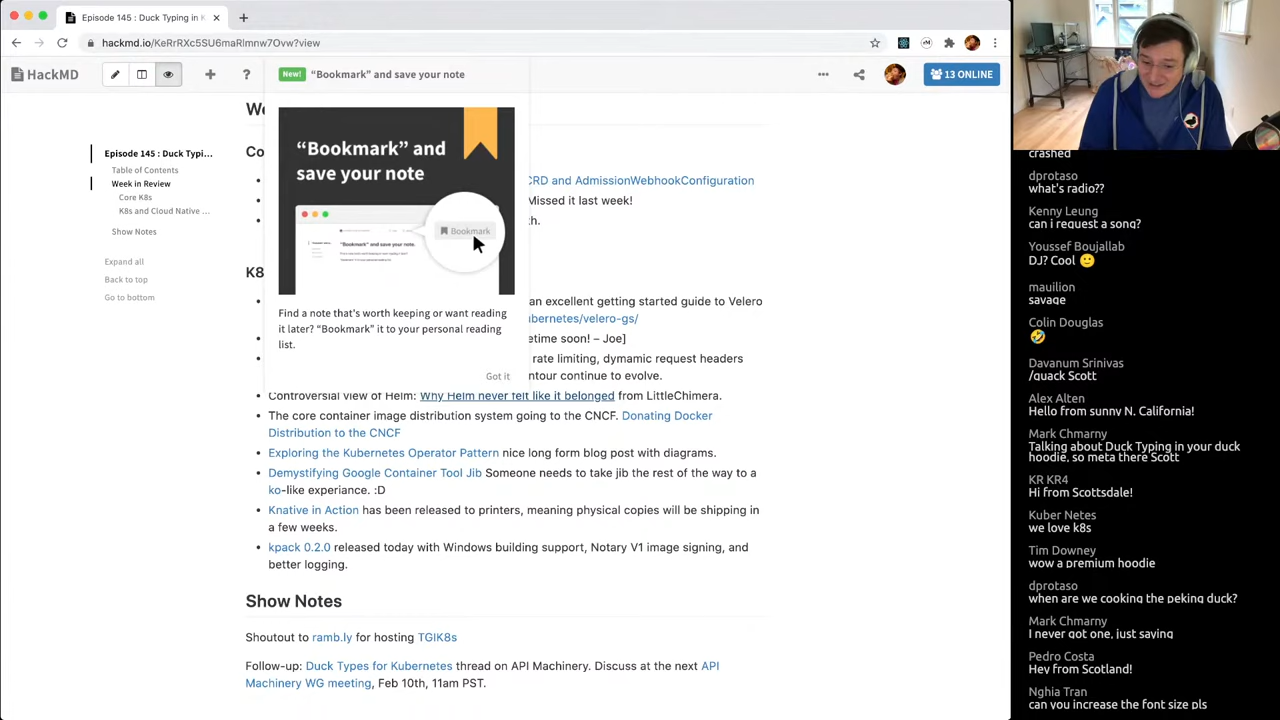 Episode 145 : Duck Typing in K
hackmd.io/KeRrRXc5SU6maRlmnw7Ovw?view
HackMD
New! “Bookmark” and save your note
13 ONLINE
We
“Bookmark” and
save your note
Bookmark
“Bookmark” and save your note.
Find a note that's worth keeping or want reading
it later? “Bookmark” it to your personal reading
list.
Got it
Episode 145 : Duck Typi...
Table of Contents
Week in Review
Core K8s
K8s and Cloud Native ...
Show Notes
Expand all
Back to top
Go to bottom
Co
CRD and AdmissionWebhookConfiguration
Missed it last week!
th.
K8
an excellent getting started guide to Velero
ubernetes/velero-gs/
etime soon! – Joe]
rate limiting, dymamic request headers
ontour continue to evolve.
Controversial view of Helm: Why Helm never felt like it belonged from LittleChimera.
The core container image distribution system going to the CNCF. Donating Docker
Distribution to the CNCF
Exploring the Kubernetes Operator Pattern nice long form blog post with diagrams.
Demystifying Google Container Tool Jib Someone needs to take jib the rest of the way to a
ko-like experiance. :D
Knative in Action has been released to printers, meaning physical copies will be shipping in
a few weeks.
kpack 0.2.0 released today with Windows building support, Notary V1 image signing, and
better logging.
Show Notes
Shoutout to ramb.ly for hosting TGIK8s
Follow-up: Duck Types for Kubernetes thread on API Machinery. Discuss at the next API
Machinery WG meeting, Feb 10th, 11am PST.
crashed
dprotaso
what's radio??
Kenny Leung
can i request a song?
Youssef Boujallab
DJ? Cool 🙂
mauilion
savage
Colin Douglas
🤣
Davanum Srinivas
/quack Scott
Alex Alten
Hello from sunny N. California!
Mark Chmarny
Talking about Duck Typing in your duck
hoodie, so meta there Scott
KR KR4
Hi from Scottsdale!
Kuber Netes
we love k8s
Tim Downey
wow a premium hoodie
dprotaso
when are we cooking the peking duck?
Mark Chmarny
I never got one, just saying
Pedro Costa
Hey from Scotland!
Nghia Tran
can you increase the font size pls